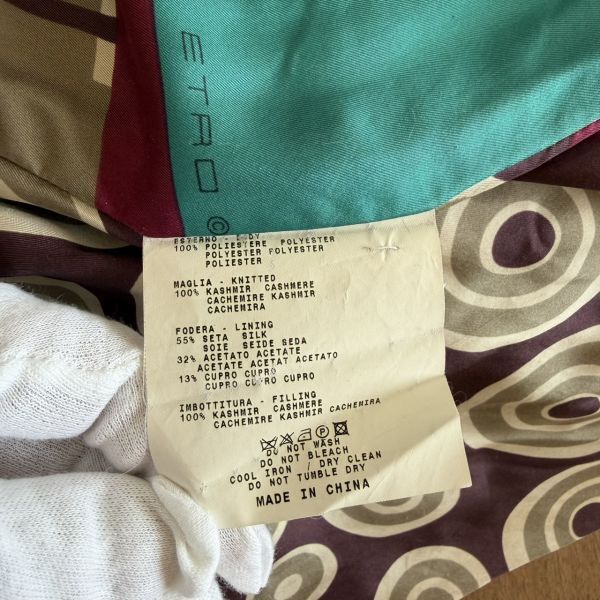 ETRO ©
ESTERNO - BODY
100% POLIESTERE POLYESTER
POLYESTER POLYESTER
POLIESTER
MAGLIA - KNITTED
100% KASHMIR CASHMERE
CACHEMIRE KASHMIR
CACHEMIRA
FODERA - LINING
55% SETA SILK
SOIE SEIDE SEDA
32% ACETATO ACETATE
ACETATE ACETAT ACETATO
13% CUPRO CUPRO
CUPRO CUPRO CUPRO
IMBOTTITURA - FILLING
100% KASHMIR CASHMERE
CACHEMIRE KASHMIR CACHEMIRA
P
DO NOT WASH
DO NOT BLEACH
COOL IRON / DRY CLEAN
DO NOT TUMBLE DRY
MADE IN CHINA